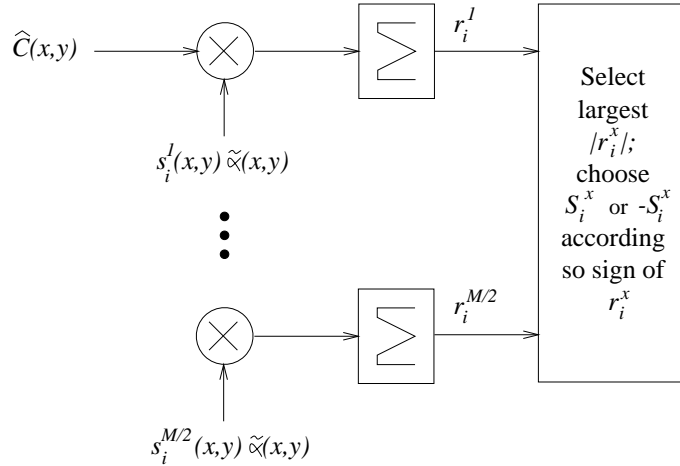 Ĉ(x,y)
r_i^1
s_i^1(x,y) α̃(x,y)
Select
largest
|r_i^x|;
choose
S_i^x or -S_i^x
according
so sign of
r_i^x
r_i^{M/2}
s_i^{M/2}(x,y) α̃(x,y)